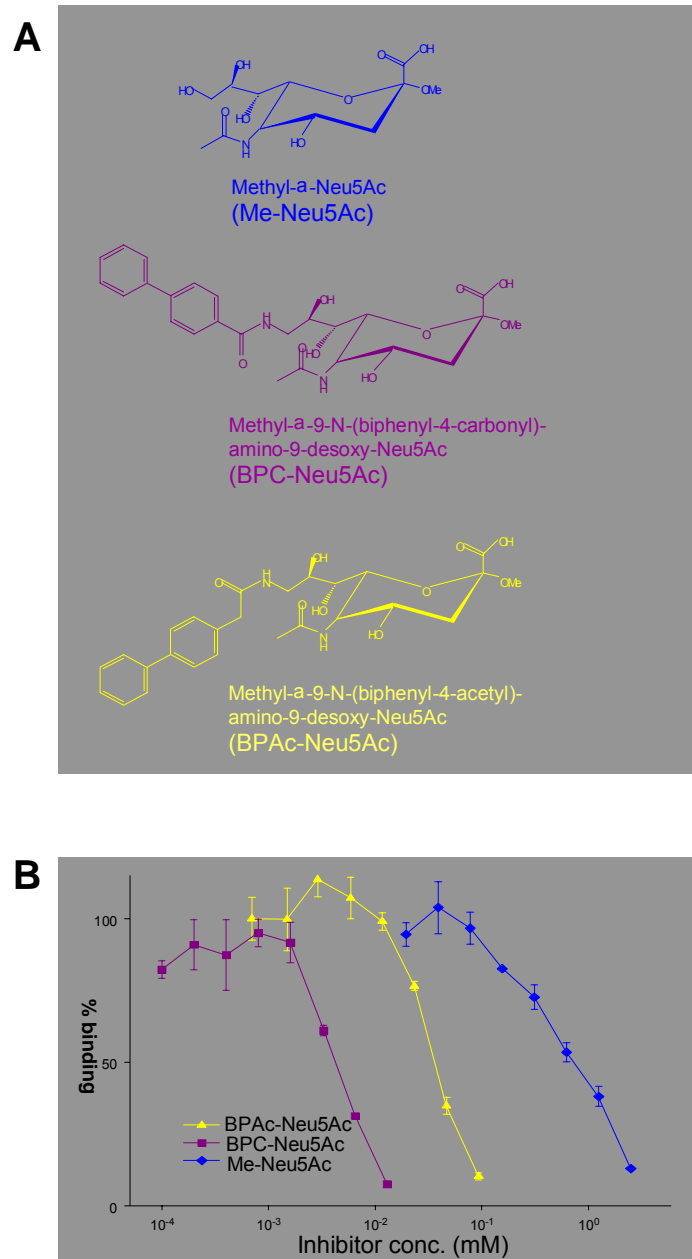 A
OH
OH
HO
HO
O
N
H
HO
O
O
OH
OMe
Methyl-a-Neu5Ac
(Me-Neu5Ac)
O
H
N
OH
HO
O
N
H
HO
O
O
OH
OMe
Methyl-a-9-N-(biphenyl-4-carbonyl)-
amino-9-desoxy-Neu5Ac
(BPC-Neu5Ac)
O
H
N
OH
HO
O
N
H
HO
O
O
OH
OMe
Methyl-a-9-N-(biphenyl-4-acetyl)-
amino-9-desoxy-Neu5Ac
(BPAc-Neu5Ac)
B
% binding
100
50
0
BPAc-Neu5Ac
BPC-Neu5Ac
Me-Neu5Ac
10-4
10-3
10-2
10-1
100
Inhibitor conc. (mM)